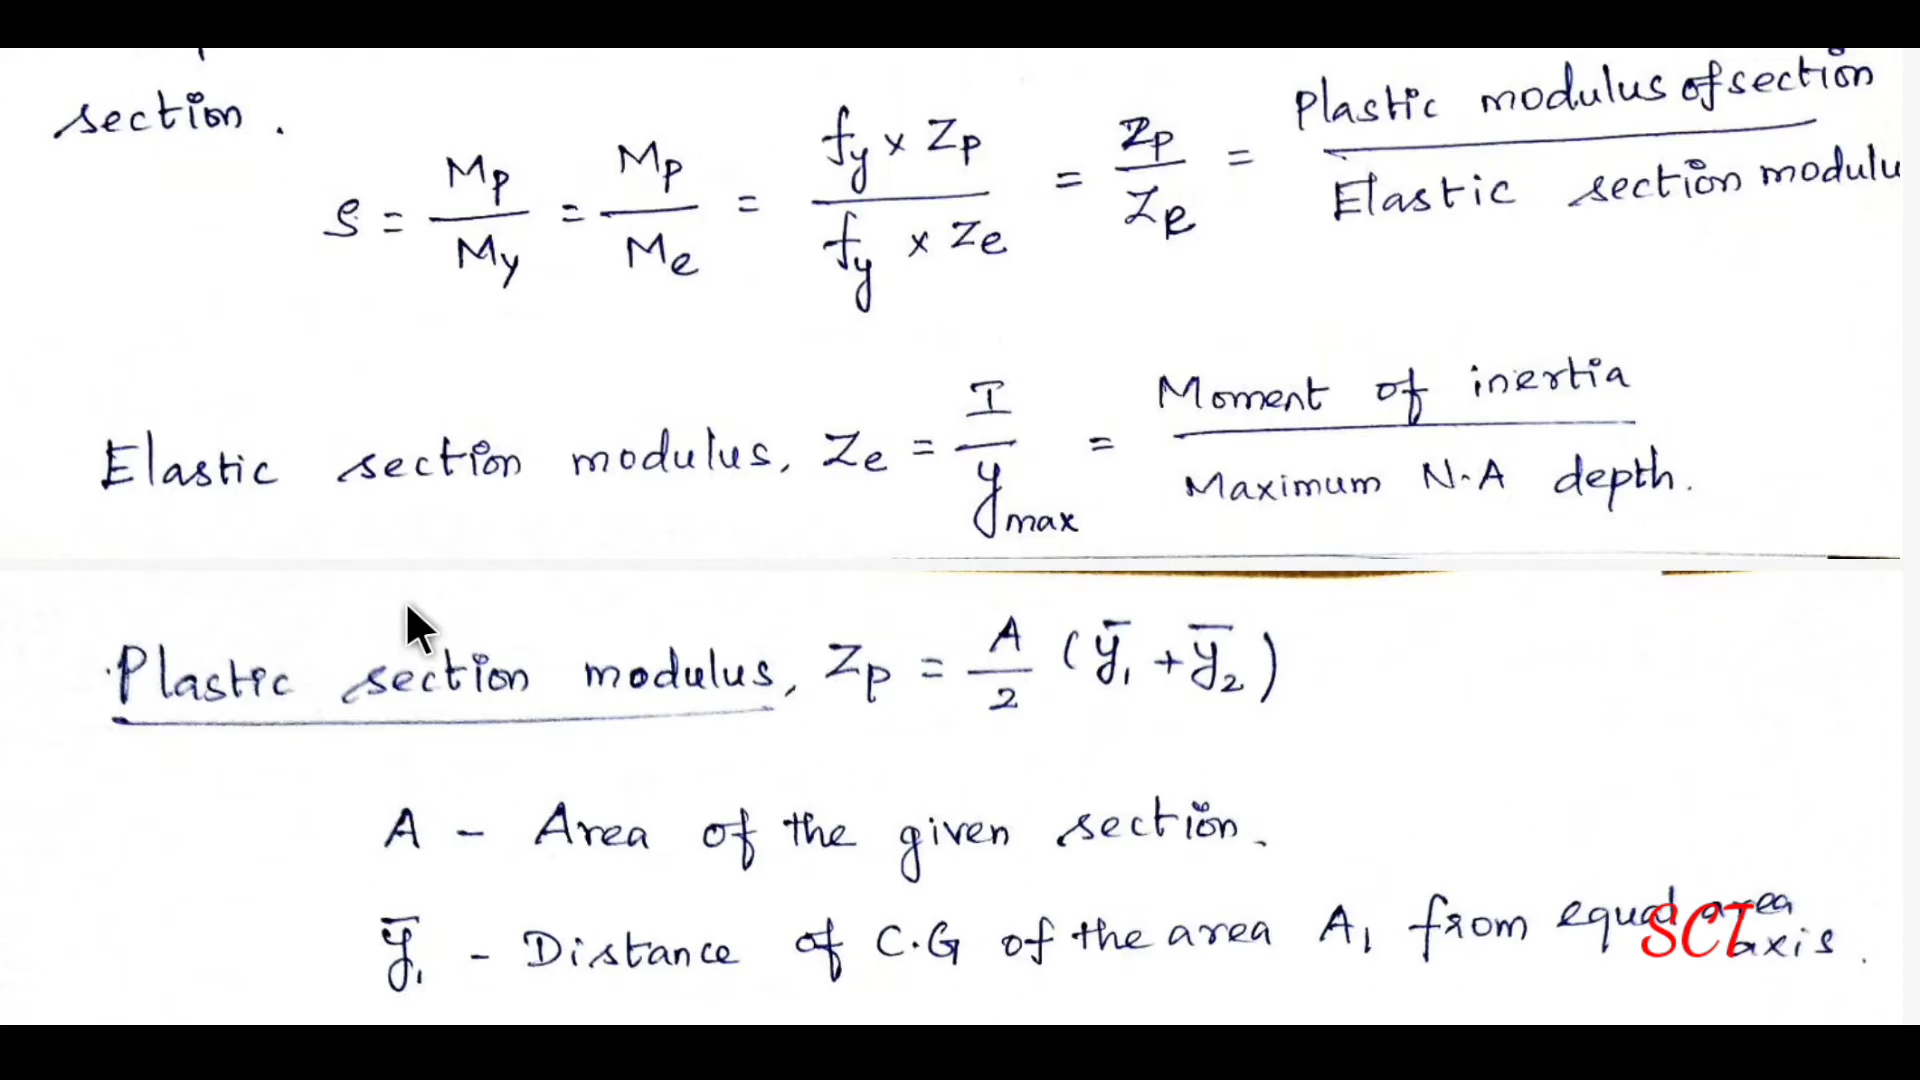 section.
S = Mp/My = Mp/Me = fy × Zp / fy × Ze = Zp/Ze = Plastic modulus of section / Elastic section modulu
Elastic section modulus, Ze = I/ymax = Moment of inertia / Maximum N.A depth.
Plastic section modulus, Zp = A/2 (ȳ1 + ȳ2)
A - Area of the given section.
ȳ1 - Distance of C.G of the area A1 from equal area axis.
SCT